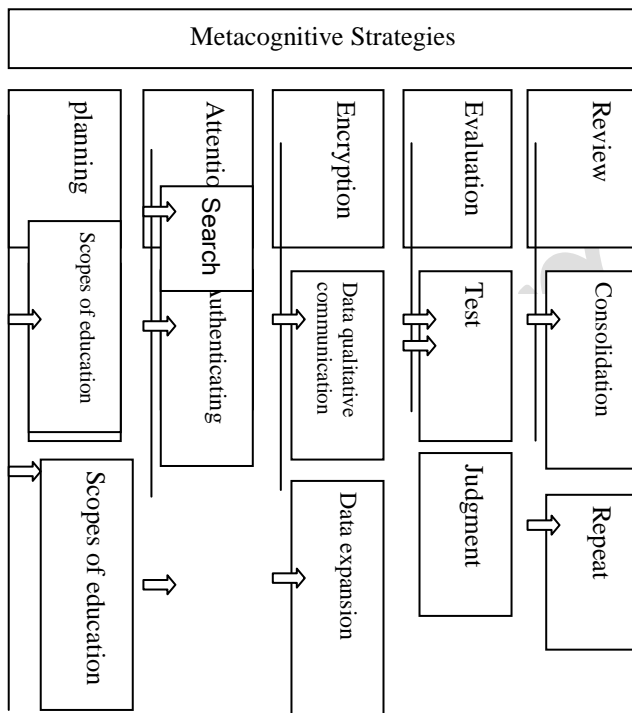 Metacognitive Strategies
planning
Scopes of education
Scopes of education
Attentio
Search
Authenticating
Encryption
Data qualitative
communication
Data expansion
Evaluation
Test
Judgment
Review
Consolidation
Repeat